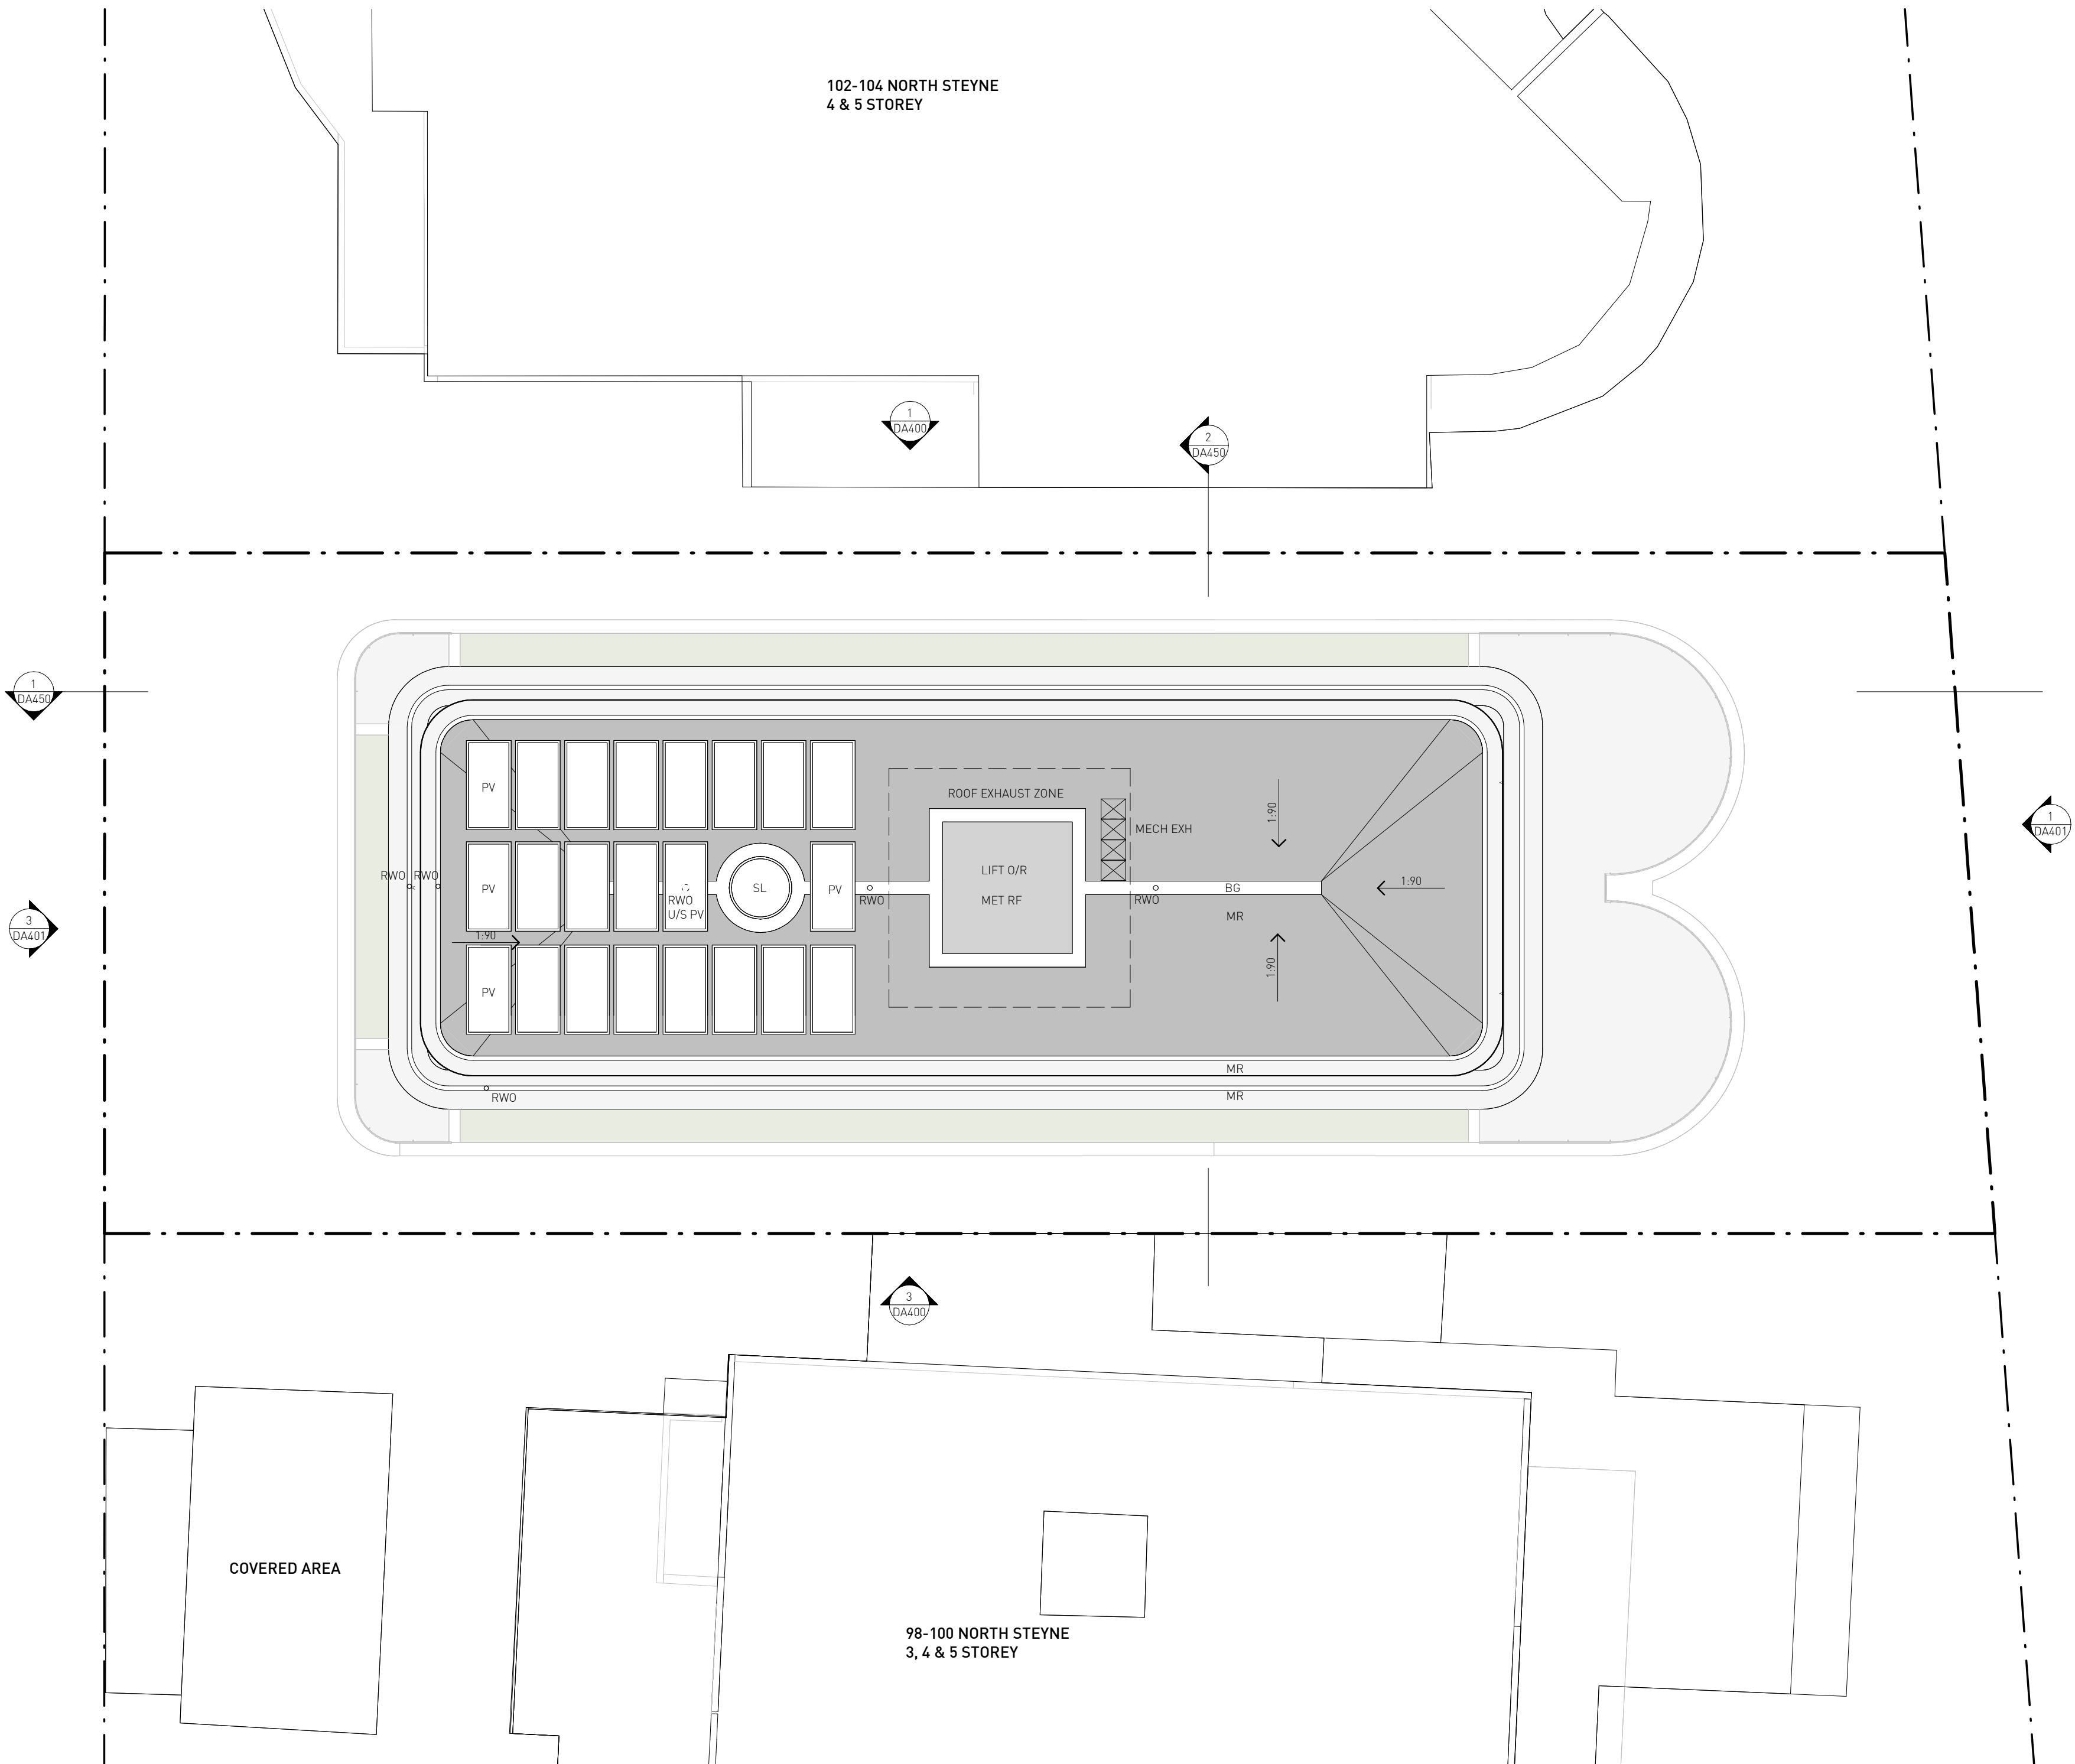 102-104 NORTH STEYNE
4 & 5 STOREY
1
DA400
2
DA450
1
DA450
1
DA401
3
DA401
PV
ROOF EXHAUST ZONE
MECH EXH
1:90
RWO
RWO
PV
RWO
U/S PV
SL
PV
RWO
LIFT O/R
MET RF
RWO
BG
MR
1:90
1:90
1:90
PV
MR
MR
RWO
3
DA400
COVERED AREA
98-100 NORTH STEYNE
3, 4 & 5 STOREY